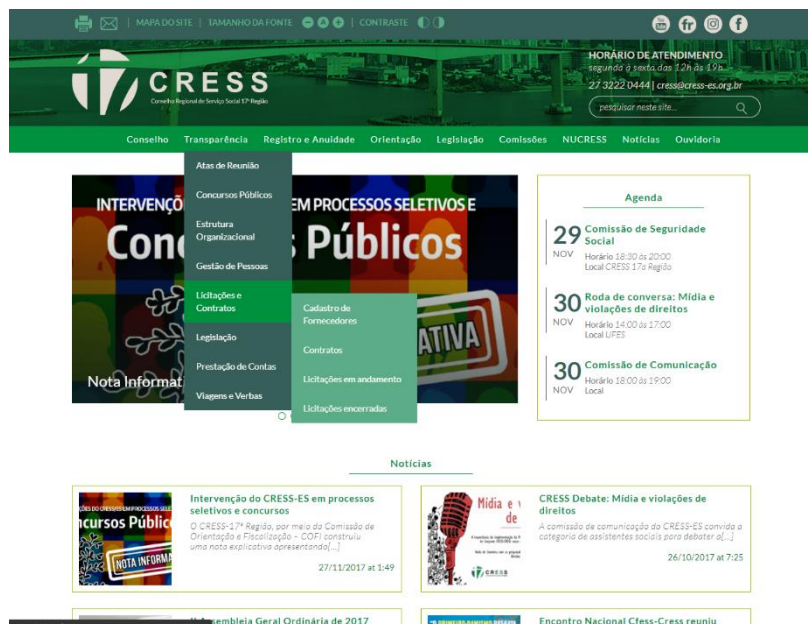 | MAPA DO SITE | TAMANHO DA FONTE | CONTRASTE
17 CRESS
Conselho Regional de Serviço Social 17ª Região
HORÁRIO DE ATENDIMENTO
segunda à sexta das 12h às 19h
27 3222 0444 | cress@cress-es.org.br
pesquisar neste site...
Conselho Transparência Registro e Anuidade Orientação Legislação Comissões NUCRESS Notícias Ouvidoria
Atas de Reunião
Concursos Públicos
Estrutura
Organizacional
Gestão de Pessoas
Licitações e
Contratos
Legislação
Prestação de Contas
Viagens e Verbas
Cadastro de
Fornecedores
Contratos
Licitações em andamento
Licitações encerradas
INTERVENÇÕ EM PROCESSOS SELETIVOS E
Con s Públicos
ATIVA
Nota Informat
Agenda
29 NOV
Comissão de Seguridade
Social
Horário 18:30 às 20:00
Local CRESS 17ª Região
30 NOV
Roda de conversa: Mídia e
violações de direitos
Horário 14:00 às 17:00
Local UFES
30 NOV
Comissão de Comunicação
Horário 18:00 às 19:00
Local
Notícias
ncursos Públic
NOTA INFORMA
Intervenção do CRESS-ES em processos
seletivos e concursos
O CRESS-17ª Região, por meio da Comissão de
Orientação e Fiscalização – COFI construiu
uma nota explicativa apresentando[...]
27/11/2017 at 1:49
Mídia e v
de
CRESS
CRESS Debate: Mídia e violações de
direitos
A comissão de comunicação do CRESS-ES convida a
categoria de assistentes sociais para debater a[...]
26/10/2017 at 7:25
Assembleia Geral Ordinária de 2017
Encontro Nacional Cfess-Cress reuniu